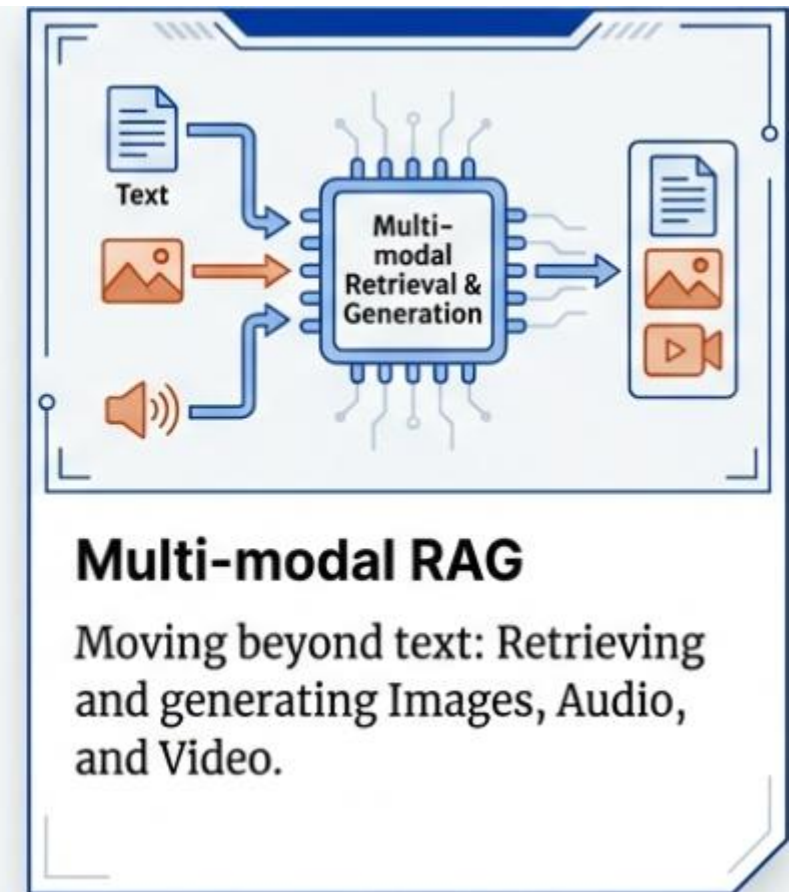 Text
Multi-
modal
Retrieval &
Generation
Multi-modal RAG
Moving beyond text: Retrieving
and generating Images, Audio,
and Video.